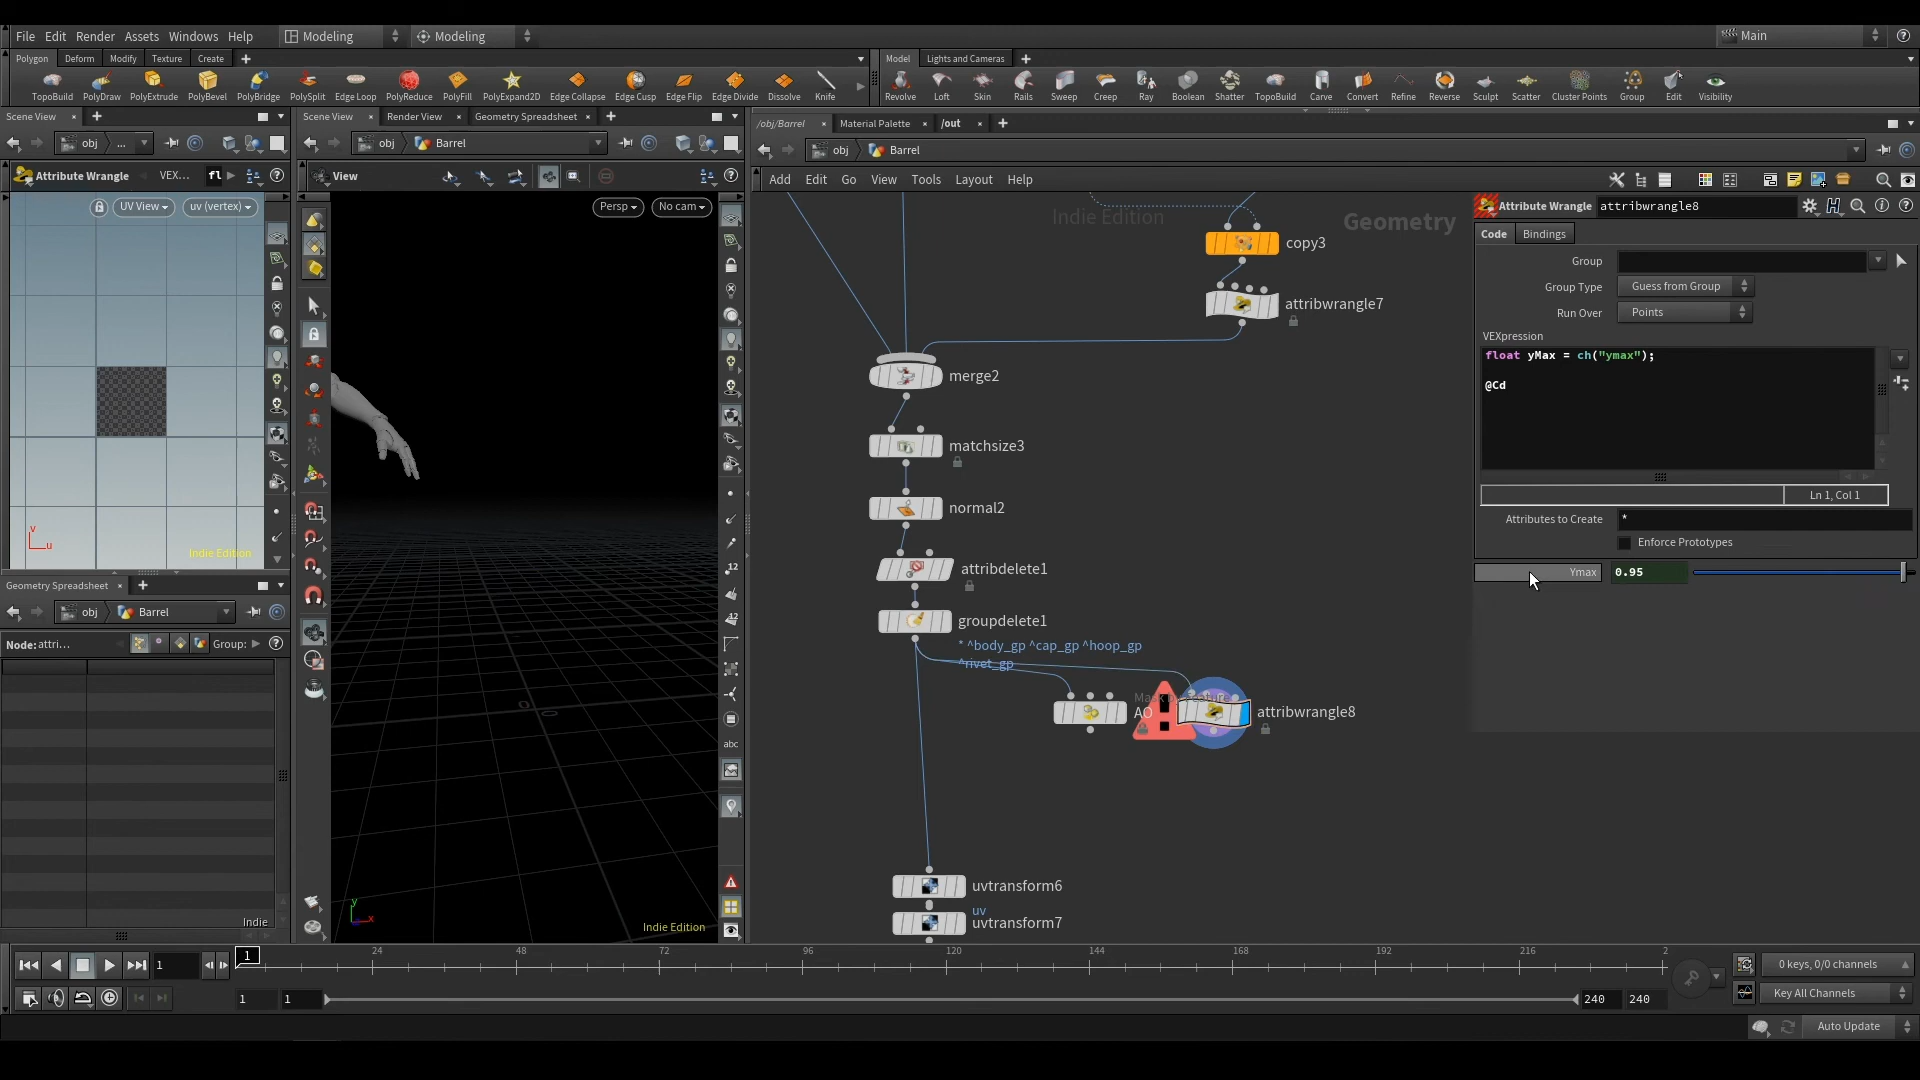 File Edit Render Assets Windows Help Modeling Modeling Main
Polygon Deform Modify Texture Create
Model Lights and Cameras
TopoBuild PolyDraw PolyExtrude PolyBevel PolyBridge PolySplit Edge Loop PolyReduce PolyFill PolyExpand2D Edge Collapse Edge Cusp Edge Flip Edge Divide Dissolve Knife
Revolve Loft Skin Rails Sweep Creep Ray Boolean Shatter TopoBuild Carve Convert Refine Reverse Sculpt Scatter Cluster Points Group Edit Visibility
Scene View
Scene View Render View Geometry Spreadsheet
/obj/Barrel Material Palette /out
obj ...
obj Barrel
obj Barrel
Attribute Wrangle VEX... fl
View
Add Edit Go View Tools Layout Help
UV View uv (vertex)
Persp No cam
Indie Edition
Geometry
copy3
attribwrangle7
merge2
matchsize3
normal2
attribdelete1
groupdelete1
* ^body_gp ^cap_gp ^hoop_gp
^rivet_gp
AO
attribwrangle8
uvtransform6
uv
uvtransform7
Attribute Wrangle attribwrangle8
Code Bindings
Group
Group Type Guess from Group
Run Over Points
VEXpression
float yMax = ch("ymax");
@Cd
Ln 1, Col 1
Attributes to Create *
Enforce Prototypes
Ymax 0.95
v
u
Indie Edition
Geometry Spreadsheet
obj Barrel
Node: attri... Group:
Indie
y
x
Indie Edition
12
12
abc
1 1 24 48 72 96 120 144 168 192 216 2
1 1 240 240
0 keys, 0/0 channels
Key All Channels
Auto Update